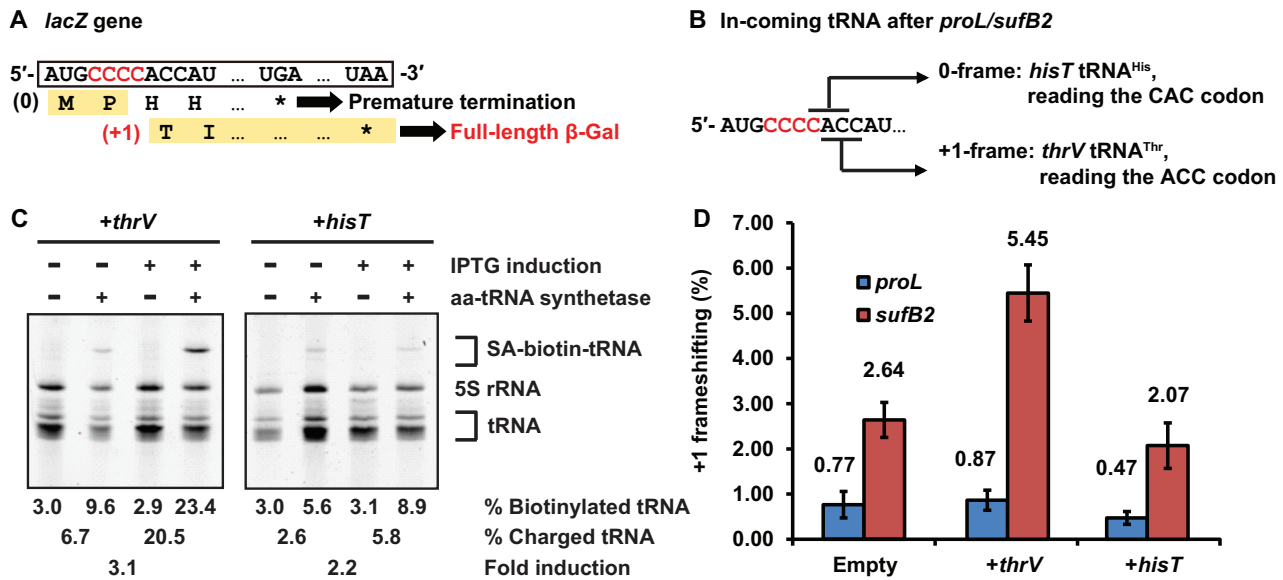 A lacZ gene
5′- AUGCCCCACCAU ... UGA ... UAA -3′
(0) M P H H ... * Premature termination
(+1) T I ... ... ... * Full-length β-Gal
B In-coming tRNA after proL/sufB2
0-frame: hisT tRNAHis,
reading the CAC codon
5′- AUGCCCCACCAU...
+1-frame: thrV tRNAThr,
reading the ACC codon
C
+thrV +hisT
- - + + - - + + IPTG induction
- + - + - + - + aa-tRNA synthetase
SA-biotin-tRNA
5S rRNA
tRNA
3.0 9.6 2.9 23.4 3.0 5.6 3.1 8.9 % Biotinylated tRNA
6.7 20.5 2.6 5.8 % Charged tRNA
3.1 2.2 Fold induction
D
+1 frameshifting (%)
7.00
6.00
5.00
4.00
3.00
2.00
1.00
0.00
proL
sufB2
0.77
2.64
0.87
5.45
0.47
2.07
Empty +thrV +hisT